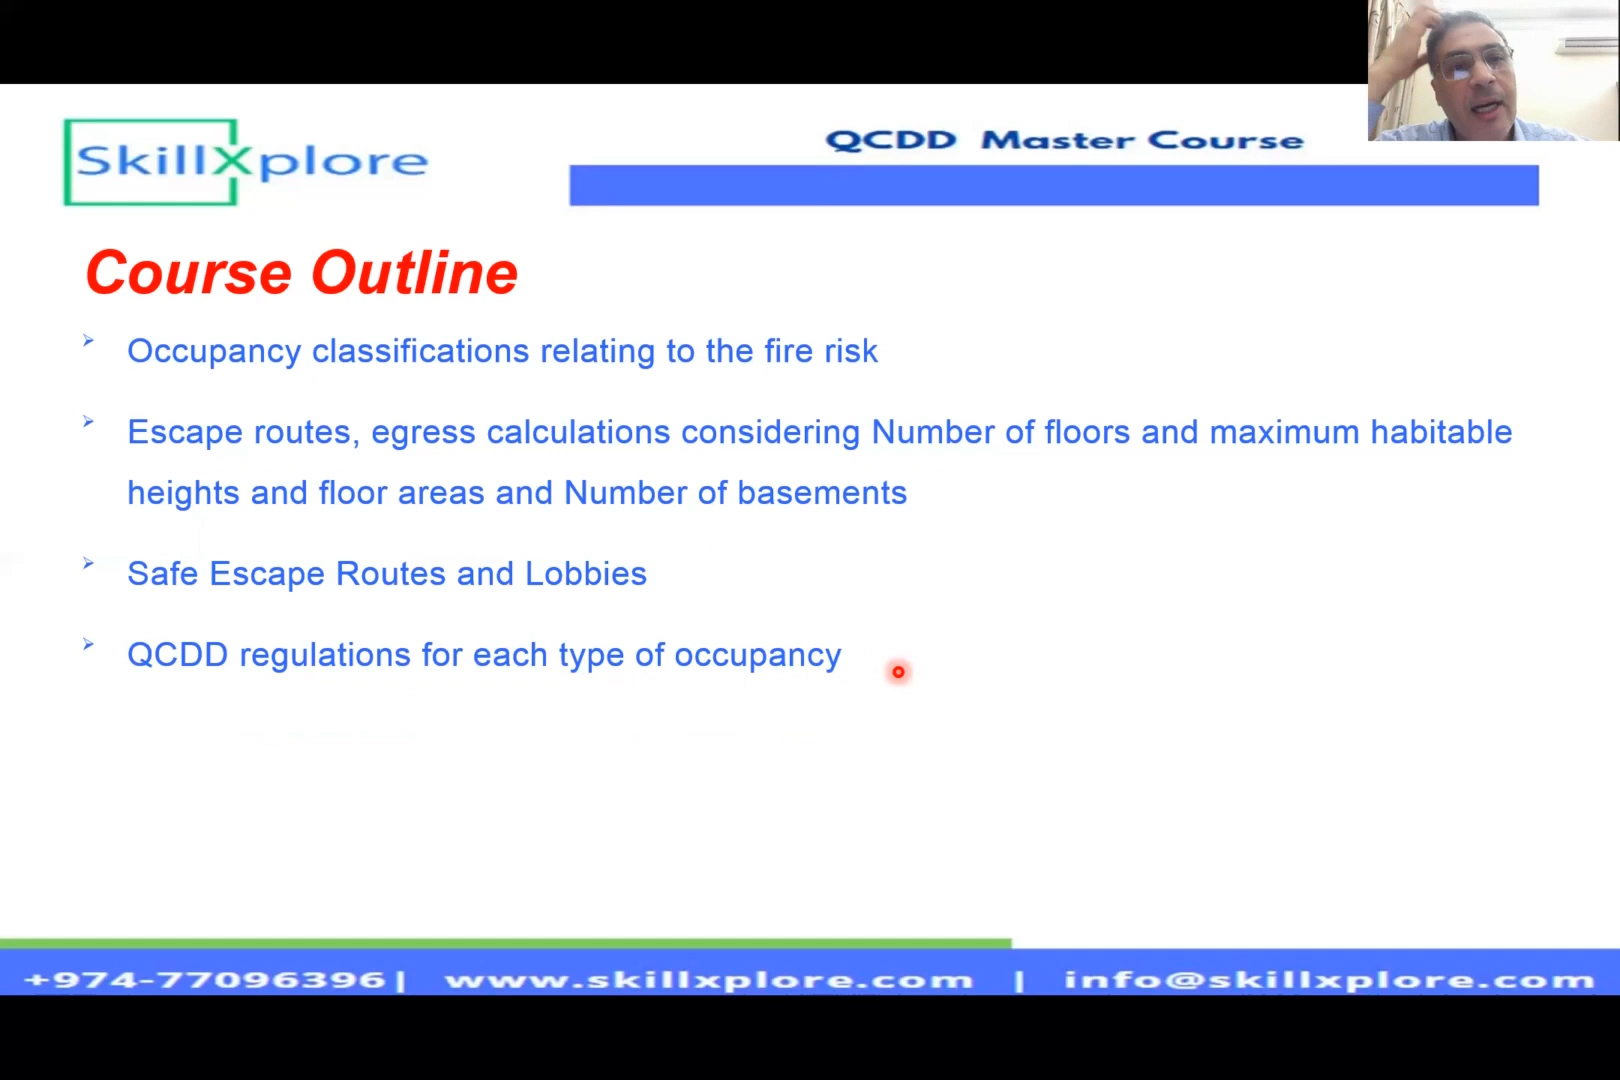 SkillXplore
QCDD Master Course
Course Outline
Occupancy classifications relating to the fire risk
Escape routes, egress calculations considering Number of floors and maximum habitable
heights and floor areas and Number of basements
Safe Escape Routes and Lobbies
QCDD regulations for each type of occupancy
+974-77096396| www.skillxplore.com | info@skillxplore.com